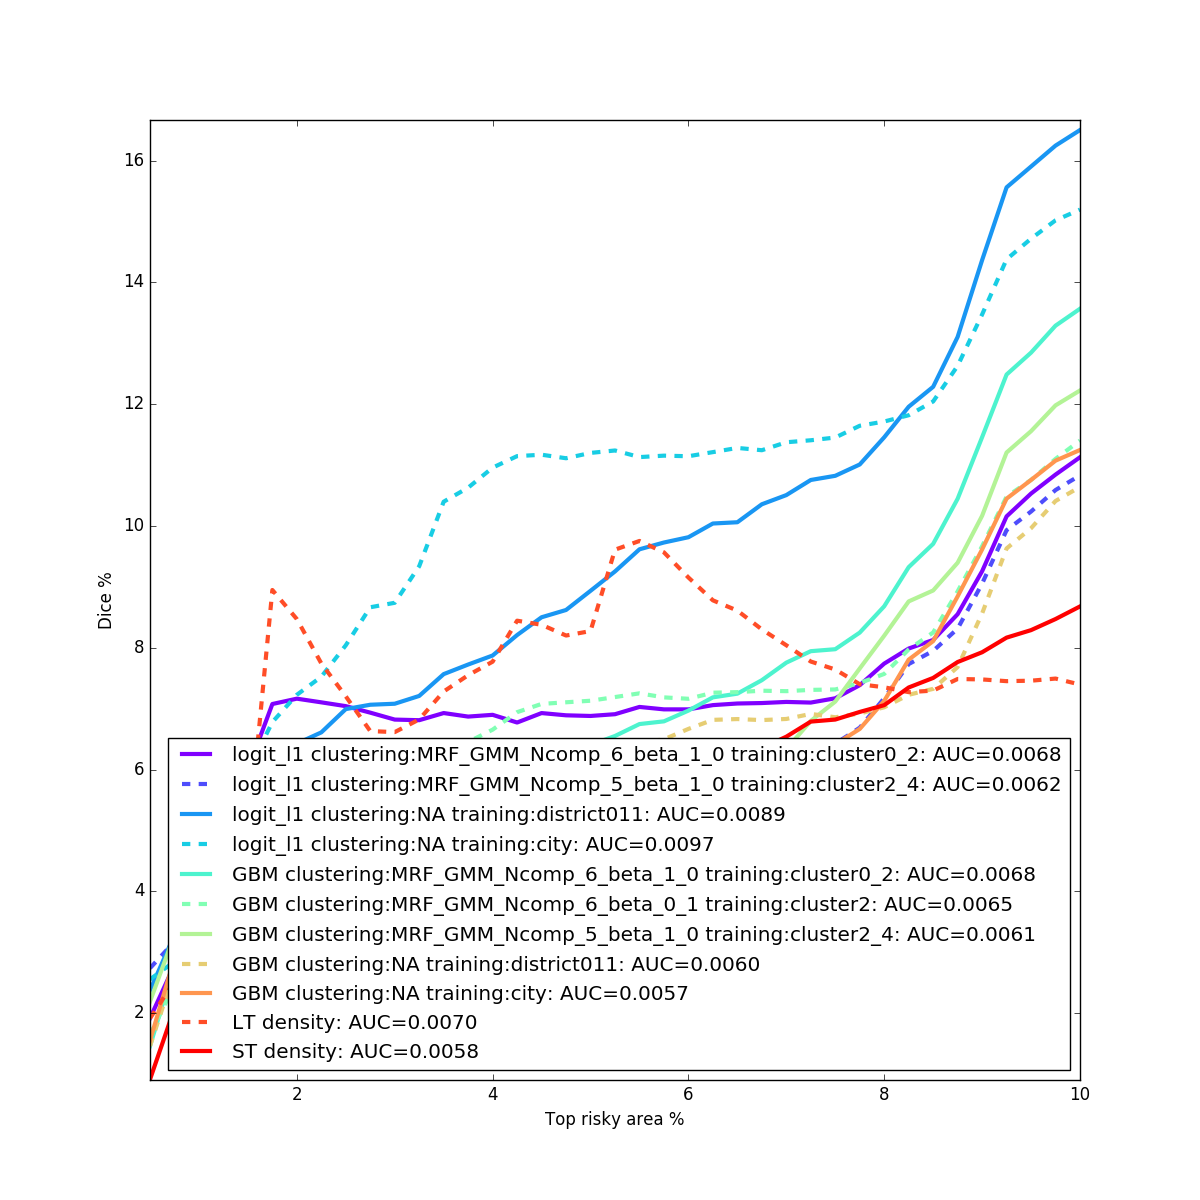 16
14
12
10
8
6
4
2
Dice %
logit_l1 clustering:MRF_GMM_Ncomp_6_beta_1_0 training:cluster0_2: AUC=0.0068
logit_l1 clustering:MRF_GMM_Ncomp_5_beta_1_0 training:cluster2_4: AUC=0.0062
logit_l1 clustering:NA training:district011: AUC=0.0089
logit_l1 clustering:NA training:city: AUC=0.0097
GBM clustering:MRF_GMM_Ncomp_6_beta_1_0 training:cluster0_2: AUC=0.0068
GBM clustering:MRF_GMM_Ncomp_6_beta_0_1 training:cluster2: AUC=0.0065
GBM clustering:MRF_GMM_Ncomp_5_beta_1_0 training:cluster2_4: AUC=0.0061
GBM clustering:NA training:district011: AUC=0.0060
GBM clustering:NA training:city: AUC=0.0057
LT density: AUC=0.0070
ST density: AUC=0.0058
2 4 6 8 10
Top risky area %